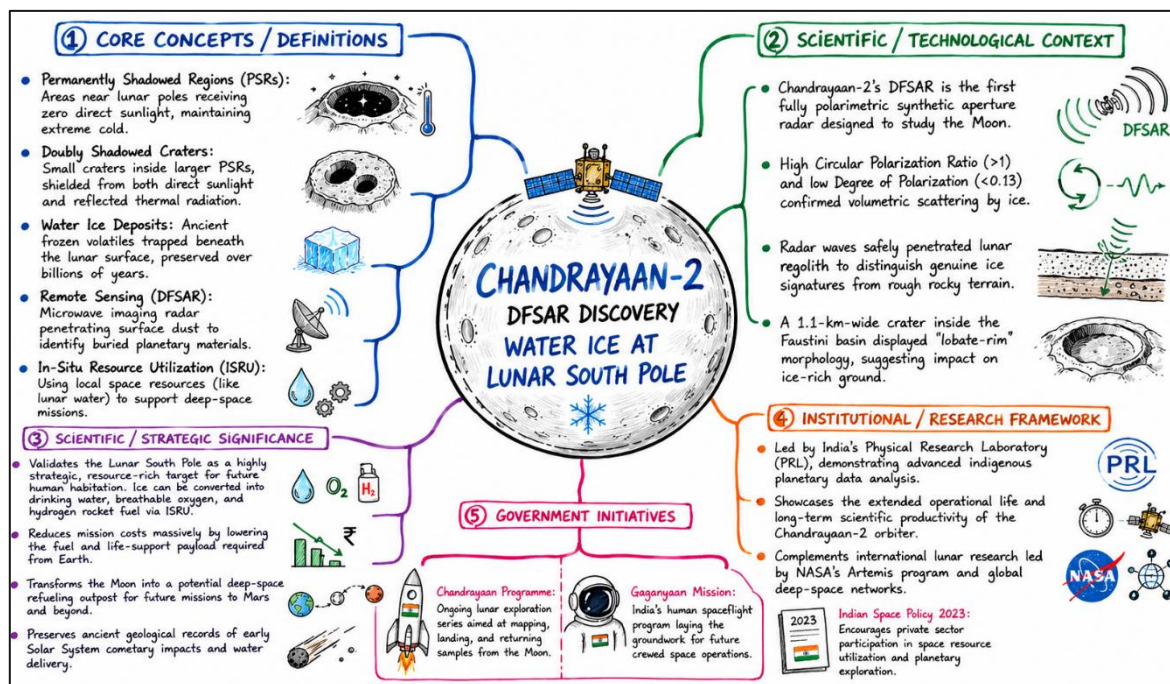 ① CORE CONCEPTS / DEFINITIONS
• Permanently Shadowed Regions (PSRs):
Areas near lunar poles receiving
zero direct sunlight, maintaining
extreme cold.
• Doubly Shadowed Craters:
Small craters inside larger PSRs,
shielded from both direct sunlight
and reflected thermal radiation.
• Water Ice Deposits: Ancient
frozen volatiles trapped beneath
the lunar surface, preserved over
billions of years.
• Remote Sensing (DFSAR):
Microwave imaging radar
penetrating surface dust to
identify buried planetary materials.
• In-Situ Resource Utilization (ISRU):
Using local space resources (like
lunar water) to support deep-space
missions.
② SCIENTIFIC / TECHNOLOGICAL CONTEXT
• Chandrayaan-2's DFSAR is the first
fully polarimetric synthetic aperture
radar designed to study the Moon.
DFSAR
• High Circular Polarization Ratio (>1)
and low Degree of Polarization (<0.13)
confirmed volumetric scattering by ice.
• Radar waves safely penetrated lunar
regolith to distinguish genuine ice
signatures from rough rocky terrain.
• A 1.1-km-wide crater inside the
Faustini basin displayed "lobate-rim"
morphology, suggesting impact on
ice-rich ground.
CHANDRAYAAN-2
DFSAR DISCOVERY
WATER ICE AT
LUNAR SOUTH POLE
③ SCIENTIFIC / STRATEGIC SIGNIFICANCE
• Validates the Lunar South Pole as a highly
strategic, resource-rich target for future
human habitation. Ice can be converted into
drinking water, breathable oxygen, and
hydrogen rocket fuel via ISRU.
O₂
H₂
• Reduces mission costs massively by lowering
the fuel and life-support payload required
from Earth.
₹
• Transforms the Moon into a potential deep-space
refueling outpost for future missions to Mars
and beyond.
• Preserves ancient geological records of early
Solar System cometary impacts and water
delivery.
④ INSTITUTIONAL / RESEARCH FRAMEWORK
• Led by India's Physical Research Laboratory
(PRL), demonstrating advanced indigenous
planetary data analysis.
PRL
• Showcases the extended operational life and
long-term scientific productivity of the
Chandrayaan-2 orbiter.
• Complements international lunar research led
by NASA's Artemis program and global
deep-space networks.
NASA
2023
Indian Space Policy 2023:
Encourages private sector
participation in space resource
utilization and planetary
exploration.
⑤ GOVERNMENT INITIATIVES
Chandrayaan Programme:
Ongoing lunar exploration
series aimed at mapping,
landing, and returning
samples from the Moon.
Gaganyaan Mission:
India's human spaceflight
program laying the
groundwork for future
crewed space operations.